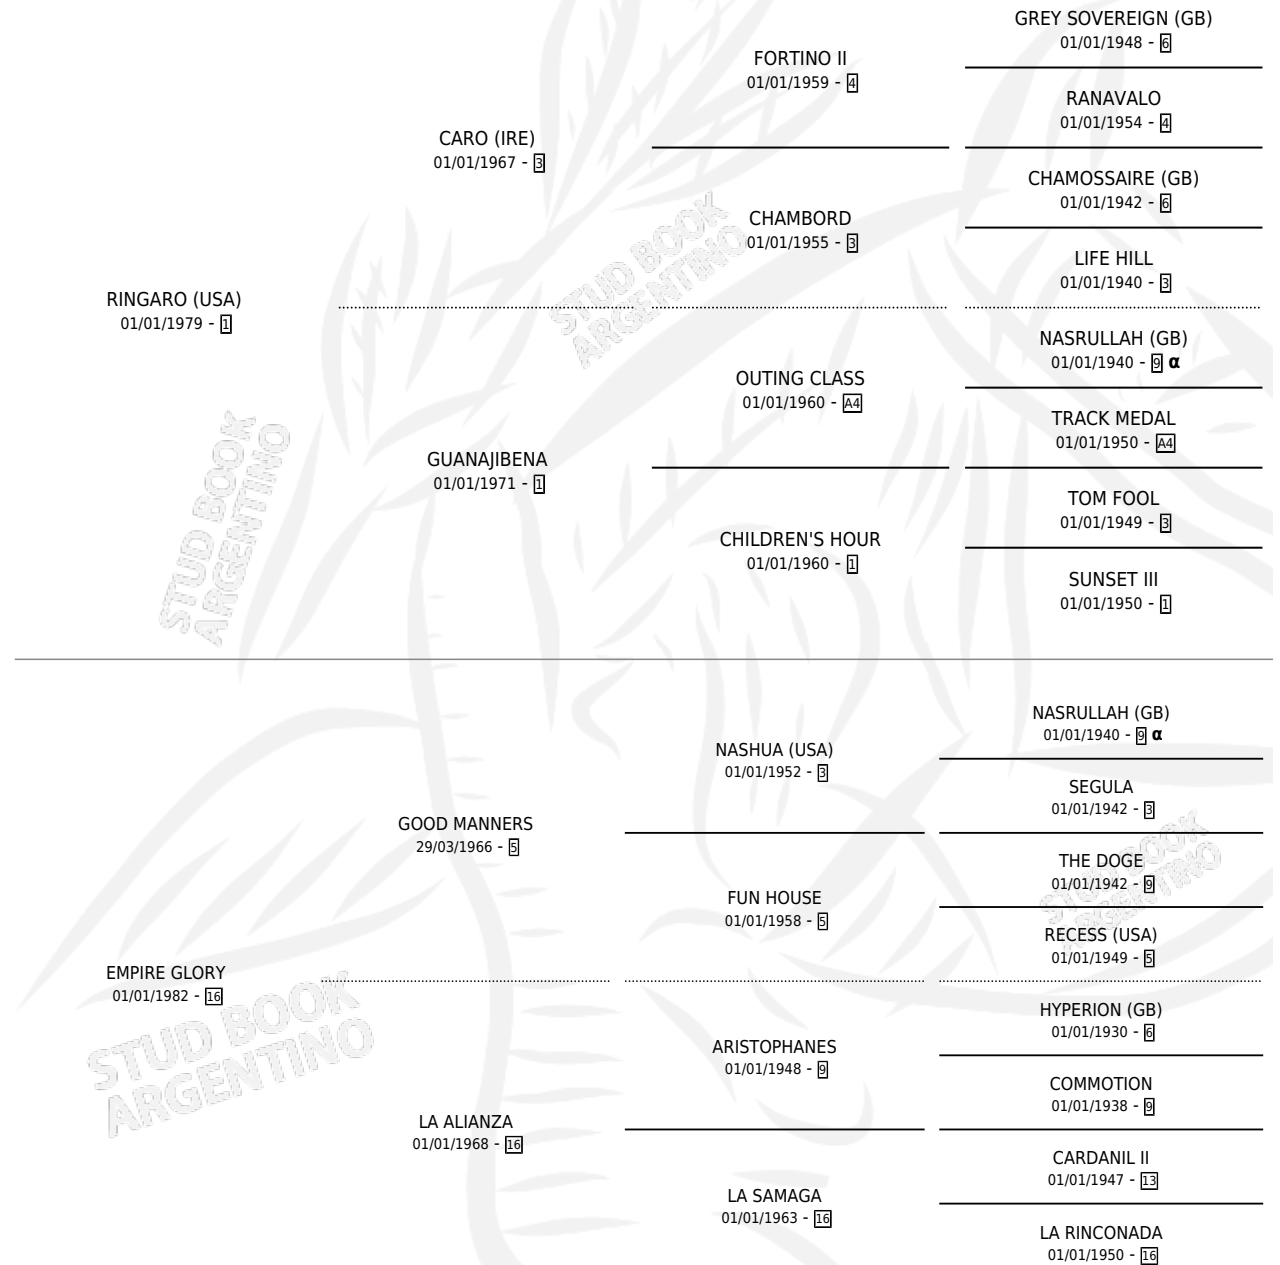 GREY SOVEREIGN (GB)
01/01/1948 - 6
FORTINO II
01/01/1959 - 4
RANAVALO
01/01/1954 - 4
CARO (IRE)
01/01/1967 - 3
CHAMOSSAIRE (GB)
01/01/1942 - 6
CHAMBORD
01/01/1955 - 3
LIFE HILL
01/01/1940 - 3
RINGARO (USA)
01/01/1979 - 1
NASRULLAH (GB)
01/01/1940 - 9 α
OUTING CLASS
01/01/1960 - A4
TRACK MEDAL
01/01/1950 - A4
GUANAJIBENA
01/01/1971 - 1
TOM FOOL
01/01/1949 - 3
CHILDREN'S HOUR
01/01/1960 - 1
SUNSET III
01/01/1950 - 1
NASRULLAH (GB)
01/01/1940 - 9 α
NASHUA (USA)
01/01/1952 - 3
SEGULA
01/01/1942 - 3
GOOD MANNERS
29/03/1966 - 5
THE DOGE
01/01/1942 - 9
FUN HOUSE
01/01/1958 - 5
RECESS (USA)
01/01/1949 - 5
EMPIRE GLORY
01/01/1982 - 16
HYPERION (GB)
01/01/1930 - 6
ARISTOPHANES
01/01/1948 - 9
COMMOTION
01/01/1938 - 9
LA ALIANZA
01/01/1968 - 16
CARDANIL II
01/01/1947 - 13
LA SAMAGA
01/01/1963 - 16
LA RINCONADA
01/01/1950 - 16
STUD BOOK
ARGENTINO
STUD BOOK
ARGENTINO
STUD BOOK
ARGENTINO
STUD BOOK
ARGENTINO